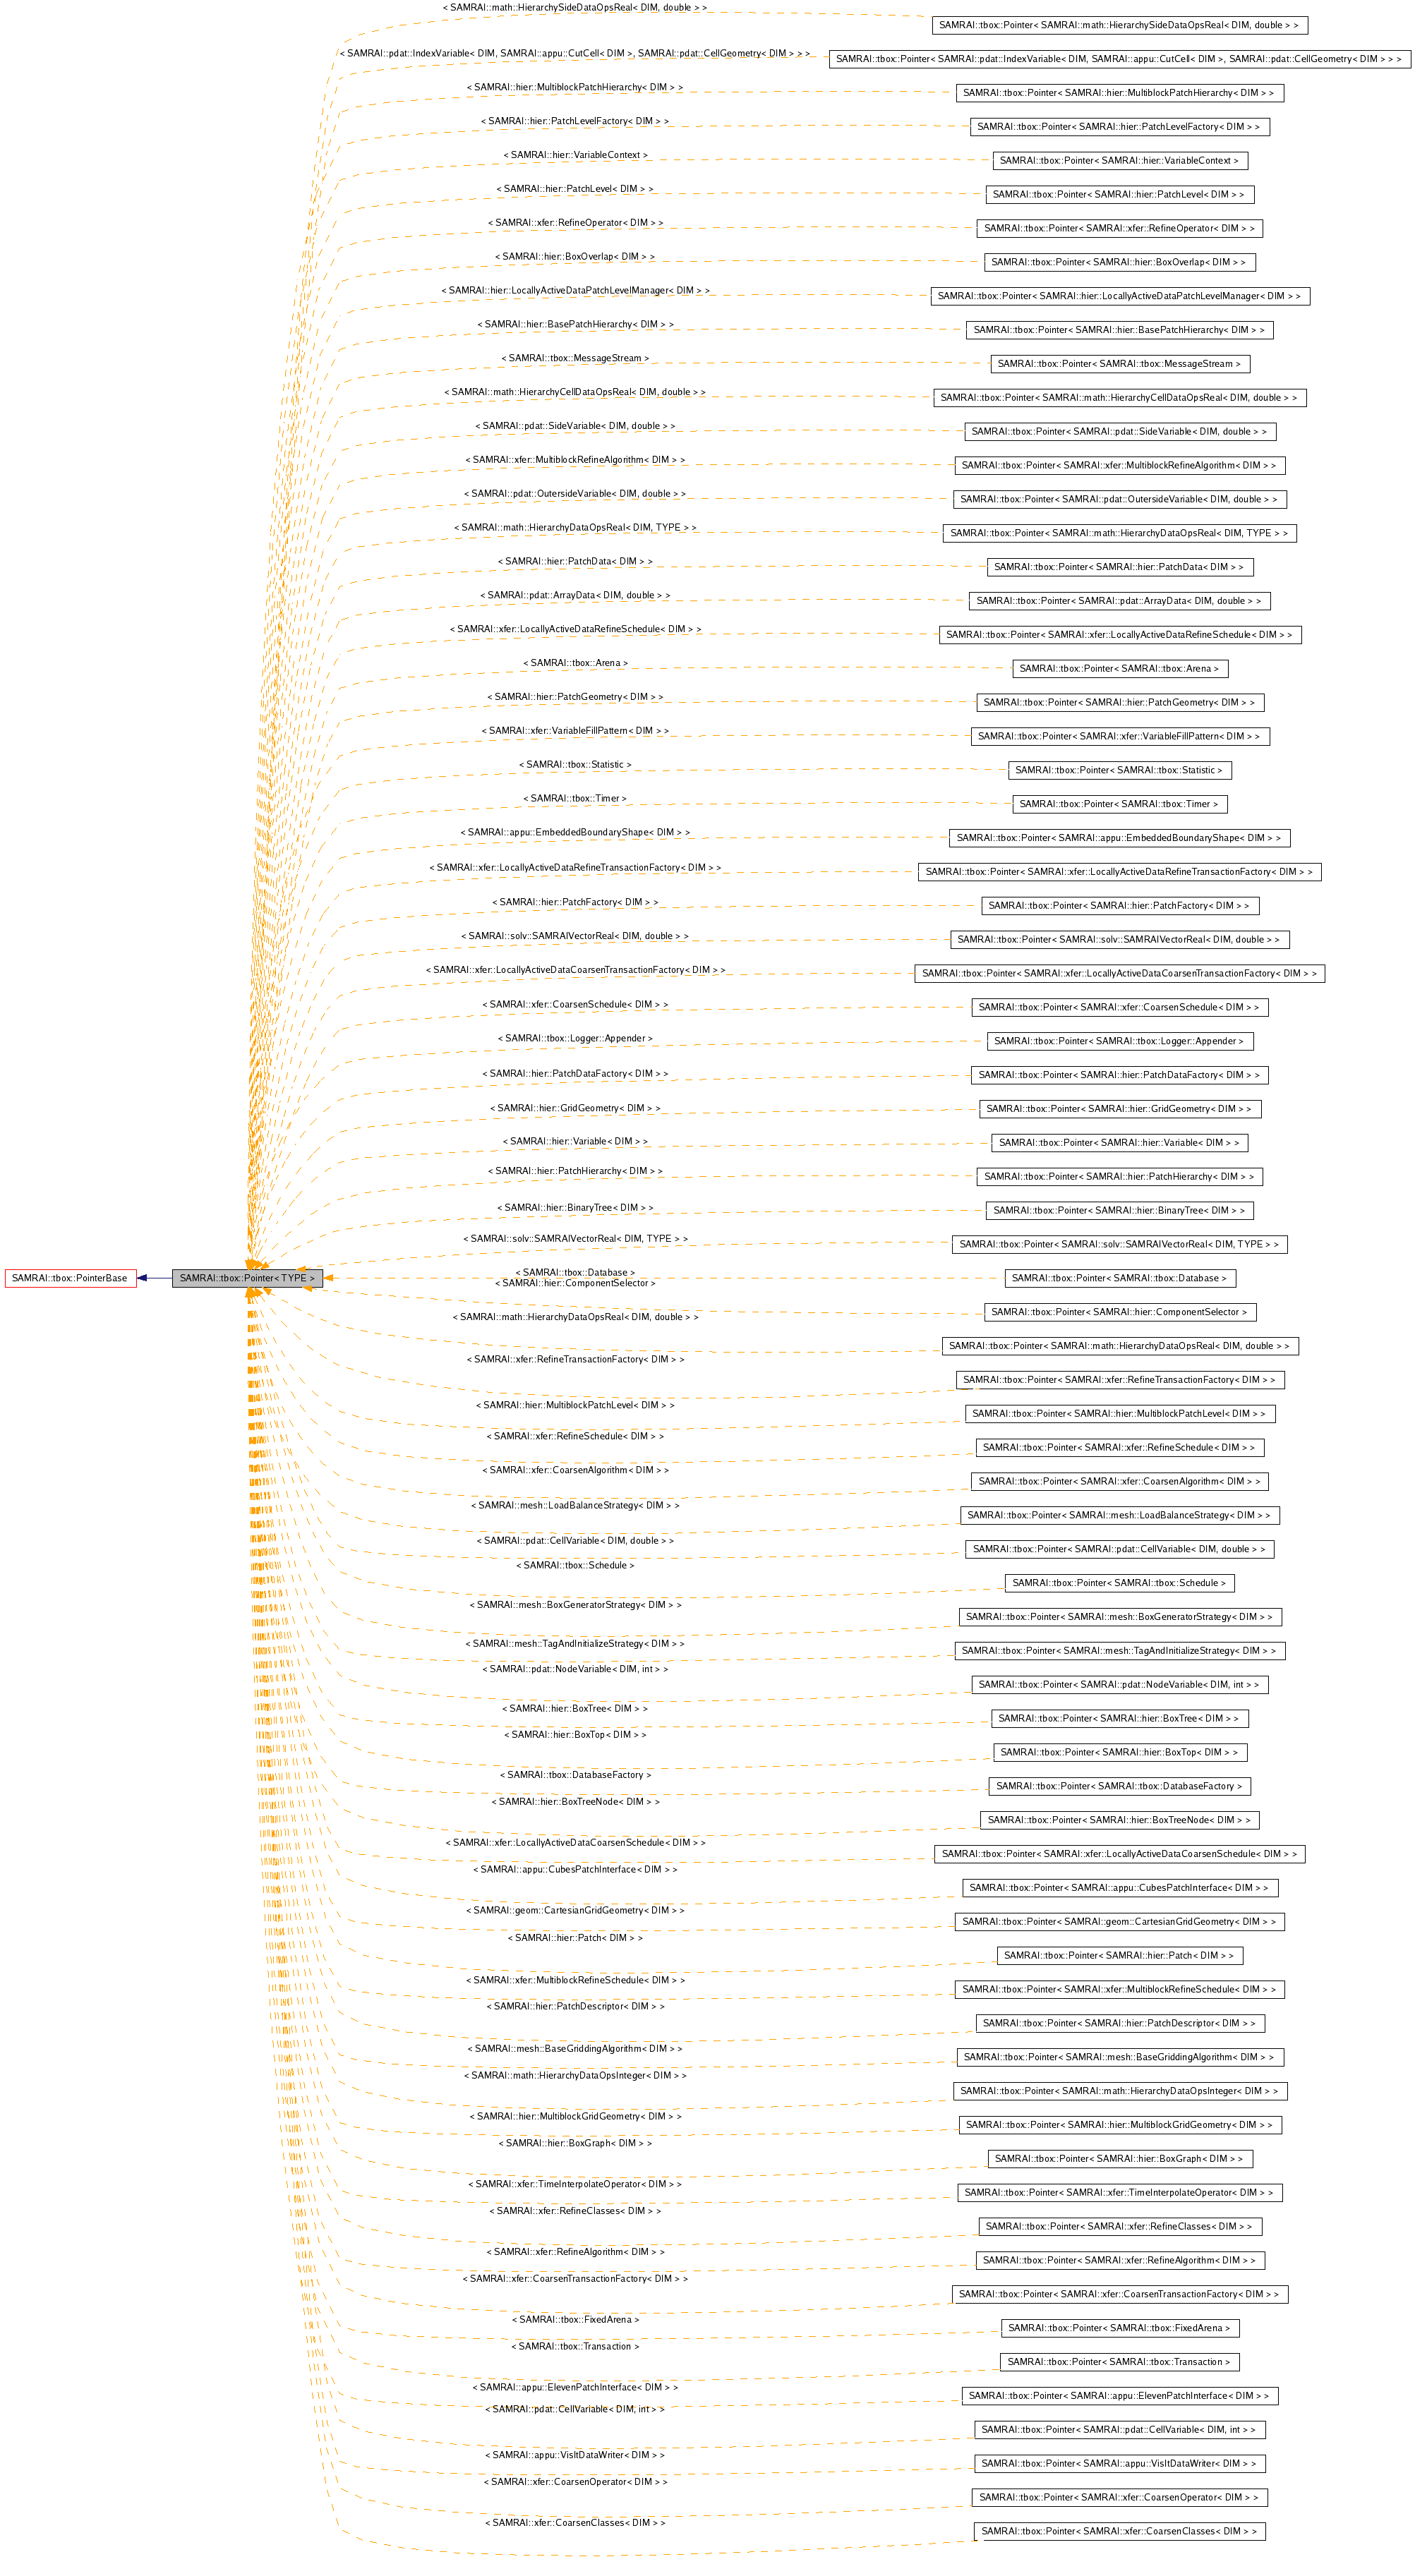 < SAMRAI::math::HierarchySideDataOpsReal< DIM, double > >
SAMRAI::tbox::Pointer< SAMRAI::math::HierarchySideDataOpsReal< DIM, double > >
< SAMRAI::pdat::IndexVariable< DIM, SAMRAI::appu::CutCell< DIM >, SAMRAI::pdat::CellGeometry< DIM > > >
SAMRAI::tbox::Pointer< SAMRAI::pdat::IndexVariable< DIM, SAMRAI::appu::CutCell< DIM >, SAMRAI::pdat::CellGeometry< DIM > > >
< SAMRAI::hier::MultiblockPatchHierarchy< DIM > >
SAMRAI::tbox::Pointer< SAMRAI::hier::MultiblockPatchHierarchy< DIM > >
< SAMRAI::hier::PatchLevelFactory< DIM > >
SAMRAI::tbox::Pointer< SAMRAI::hier::PatchLevelFactory< DIM > >
< SAMRAI::hier::VariableContext >
SAMRAI::tbox::Pointer< SAMRAI::hier::VariableContext >
< SAMRAI::hier::PatchLevel< DIM > >
SAMRAI::tbox::Pointer< SAMRAI::hier::PatchLevel< DIM > >
< SAMRAI::xfer::RefineOperator< DIM > >
SAMRAI::tbox::Pointer< SAMRAI::xfer::RefineOperator< DIM > >
< SAMRAI::hier::BoxOverlap< DIM > >
SAMRAI::tbox::Pointer< SAMRAI::hier::BoxOverlap< DIM > >
< SAMRAI::hier::LocallyActiveDataPatchLevelManager< DIM > >
SAMRAI::tbox::Pointer< SAMRAI::hier::LocallyActiveDataPatchLevelManager< DIM > >
< SAMRAI::hier::BasePatchHierarchy< DIM > >
SAMRAI::tbox::Pointer< SAMRAI::hier::BasePatchHierarchy< DIM > >
< SAMRAI::tbox::MessageStream >
SAMRAI::tbox::Pointer< SAMRAI::tbox::MessageStream >
< SAMRAI::math::HierarchyCellDataOpsReal< DIM, double > >
SAMRAI::tbox::Pointer< SAMRAI::math::HierarchyCellDataOpsReal< DIM, double > >
< SAMRAI::pdat::SideVariable< DIM, double > >
SAMRAI::tbox::Pointer< SAMRAI::pdat::SideVariable< DIM, double > >
< SAMRAI::xfer::MultiblockRefineAlgorithm< DIM > >
SAMRAI::tbox::Pointer< SAMRAI::xfer::MultiblockRefineAlgorithm< DIM > >
< SAMRAI::pdat::OutersideVariable< DIM, double > >
SAMRAI::tbox::Pointer< SAMRAI::pdat::OutersideVariable< DIM, double > >
< SAMRAI::math::HierarchyDataOpsReal< DIM, TYPE > >
SAMRAI::tbox::Pointer< SAMRAI::math::HierarchyDataOpsReal< DIM, TYPE > >
< SAMRAI::hier::PatchData< DIM > >
SAMRAI::tbox::Pointer< SAMRAI::hier::PatchData< DIM > >
< SAMRAI::pdat::ArrayData< DIM, double > >
SAMRAI::tbox::Pointer< SAMRAI::pdat::ArrayData< DIM, double > >
< SAMRAI::xfer::LocallyActiveDataRefineSchedule< DIM > >
SAMRAI::tbox::Pointer< SAMRAI::xfer::LocallyActiveDataRefineSchedule< DIM > >
< SAMRAI::tbox::Arena >
SAMRAI::tbox::Pointer< SAMRAI::tbox::Arena >
< SAMRAI::hier::PatchGeometry< DIM > >
SAMRAI::tbox::Pointer< SAMRAI::hier::PatchGeometry< DIM > >
< SAMRAI::xfer::VariableFillPattern< DIM > >
SAMRAI::tbox::Pointer< SAMRAI::xfer::VariableFillPattern< DIM > >
< SAMRAI::tbox::Statistic >
SAMRAI::tbox::Pointer< SAMRAI::tbox::Statistic >
< SAMRAI::tbox::Timer >
SAMRAI::tbox::Pointer< SAMRAI::tbox::Timer >
< SAMRAI::appu::EmbeddedBoundaryShape< DIM > >
SAMRAI::tbox::Pointer< SAMRAI::appu::EmbeddedBoundaryShape< DIM > >
< SAMRAI::xfer::LocallyActiveDataRefineTransactionFactory< DIM > >
SAMRAI::tbox::Pointer< SAMRAI::xfer::LocallyActiveDataRefineTransactionFactory< DIM > >
< SAMRAI::hier::PatchFactory< DIM > >
SAMRAI::tbox::Pointer< SAMRAI::hier::PatchFactory< DIM > >
< SAMRAI::solv::SAMRAIVectorReal< DIM, double > >
SAMRAI::tbox::Pointer< SAMRAI::solv::SAMRAIVectorReal< DIM, double > >
< SAMRAI::xfer::LocallyActiveDataCoarsenTransactionFactory< DIM > >
SAMRAI::tbox::Pointer< SAMRAI::xfer::LocallyActiveDataCoarsenTransactionFactory< DIM > >
< SAMRAI::xfer::CoarsenSchedule< DIM > >
SAMRAI::tbox::Pointer< SAMRAI::xfer::CoarsenSchedule< DIM > >
< SAMRAI::tbox::Logger::Appender >
SAMRAI::tbox::Pointer< SAMRAI::tbox::Logger::Appender >
< SAMRAI::hier::PatchDataFactory< DIM > >
SAMRAI::tbox::Pointer< SAMRAI::hier::PatchDataFactory< DIM > >
< SAMRAI::hier::GridGeometry< DIM > >
SAMRAI::tbox::Pointer< SAMRAI::hier::GridGeometry< DIM > >
< SAMRAI::hier::Variable< DIM > >
SAMRAI::tbox::Pointer< SAMRAI::hier::Variable< DIM > >
< SAMRAI::hier::PatchHierarchy< DIM > >
SAMRAI::tbox::Pointer< SAMRAI::hier::PatchHierarchy< DIM > >
< SAMRAI::hier::BinaryTree< DIM > >
SAMRAI::tbox::Pointer< SAMRAI::hier::BinaryTree< DIM > >
< SAMRAI::solv::SAMRAIVectorReal< DIM, TYPE > >
SAMRAI::tbox::Pointer< SAMRAI::solv::SAMRAIVectorReal< DIM, TYPE > >
SAMRAI::tbox::PointerBase
SAMRAI::tbox::Pointer< TYPE >
< SAMRAI::tbox::Database >
SAMRAI::tbox::Pointer< SAMRAI::tbox::Database >
< SAMRAI::hier::ComponentSelector >
SAMRAI::tbox::Pointer< SAMRAI::hier::ComponentSelector >
< SAMRAI::math::HierarchyDataOpsReal< DIM, double > >
SAMRAI::tbox::Pointer< SAMRAI::math::HierarchyDataOpsReal< DIM, double > >
< SAMRAI::xfer::RefineTransactionFactory< DIM > >
SAMRAI::tbox::Pointer< SAMRAI::xfer::RefineTransactionFactory< DIM > >
< SAMRAI::hier::MultiblockPatchLevel< DIM > >
SAMRAI::tbox::Pointer< SAMRAI::hier::MultiblockPatchLevel< DIM > >
< SAMRAI::xfer::RefineSchedule< DIM > >
SAMRAI::tbox::Pointer< SAMRAI::xfer::RefineSchedule< DIM > >
< SAMRAI::xfer::CoarsenAlgorithm< DIM > >
SAMRAI::tbox::Pointer< SAMRAI::xfer::CoarsenAlgorithm< DIM > >
< SAMRAI::mesh::LoadBalanceStrategy< DIM > >
SAMRAI::tbox::Pointer< SAMRAI::mesh::LoadBalanceStrategy< DIM > >
< SAMRAI::pdat::CellVariable< DIM, double > >
SAMRAI::tbox::Pointer< SAMRAI::pdat::CellVariable< DIM, double > >
< SAMRAI::tbox::Schedule >
SAMRAI::tbox::Pointer< SAMRAI::tbox::Schedule >
< SAMRAI::mesh::BoxGeneratorStrategy< DIM > >
SAMRAI::tbox::Pointer< SAMRAI::mesh::BoxGeneratorStrategy< DIM > >
< SAMRAI::mesh::TagAndInitializeStrategy< DIM > >
SAMRAI::tbox::Pointer< SAMRAI::mesh::TagAndInitializeStrategy< DIM > >
< SAMRAI::pdat::NodeVariable< DIM, int > >
SAMRAI::tbox::Pointer< SAMRAI::pdat::NodeVariable< DIM, int > >
< SAMRAI::hier::BoxTree< DIM > >
SAMRAI::tbox::Pointer< SAMRAI::hier::BoxTree< DIM > >
< SAMRAI::hier::BoxTop< DIM > >
SAMRAI::tbox::Pointer< SAMRAI::hier::BoxTop< DIM > >
< SAMRAI::tbox::DatabaseFactory >
SAMRAI::tbox::Pointer< SAMRAI::tbox::DatabaseFactory >
< SAMRAI::hier::BoxTreeNode< DIM > >
SAMRAI::tbox::Pointer< SAMRAI::hier::BoxTreeNode< DIM > >
< SAMRAI::xfer::LocallyActiveDataCoarsenSchedule< DIM > >
SAMRAI::tbox::Pointer< SAMRAI::xfer::LocallyActiveDataCoarsenSchedule< DIM > >
< SAMRAI::appu::CubesPatchInterface< DIM > >
SAMRAI::tbox::Pointer< SAMRAI::appu::CubesPatchInterface< DIM > >
< SAMRAI::geom::CartesianGridGeometry< DIM > >
SAMRAI::tbox::Pointer< SAMRAI::geom::CartesianGridGeometry< DIM > >
< SAMRAI::hier::Patch< DIM > >
SAMRAI::tbox::Pointer< SAMRAI::hier::Patch< DIM > >
< SAMRAI::xfer::MultiblockRefineSchedule< DIM > >
SAMRAI::tbox::Pointer< SAMRAI::xfer::MultiblockRefineSchedule< DIM > >
< SAMRAI::hier::PatchDescriptor< DIM > >
SAMRAI::tbox::Pointer< SAMRAI::hier::PatchDescriptor< DIM > >
< SAMRAI::mesh::BaseGriddingAlgorithm< DIM > >
SAMRAI::tbox::Pointer< SAMRAI::mesh::BaseGriddingAlgorithm< DIM > >
< SAMRAI::math::HierarchyDataOpsInteger< DIM > >
SAMRAI::tbox::Pointer< SAMRAI::math::HierarchyDataOpsInteger< DIM > >
< SAMRAI::hier::MultiblockGridGeometry< DIM > >
SAMRAI::tbox::Pointer< SAMRAI::hier::MultiblockGridGeometry< DIM > >
< SAMRAI::hier::BoxGraph< DIM > >
SAMRAI::tbox::Pointer< SAMRAI::hier::BoxGraph< DIM > >
< SAMRAI::xfer::TimeInterpolateOperator< DIM > >
SAMRAI::tbox::Pointer< SAMRAI::xfer::TimeInterpolateOperator< DIM > >
< SAMRAI::xfer::RefineClasses< DIM > >
SAMRAI::tbox::Pointer< SAMRAI::xfer::RefineClasses< DIM > >
< SAMRAI::xfer::RefineAlgorithm< DIM > >
SAMRAI::tbox::Pointer< SAMRAI::xfer::RefineAlgorithm< DIM > >
< SAMRAI::xfer::CoarsenTransactionFactory< DIM > >
SAMRAI::tbox::Pointer< SAMRAI::xfer::CoarsenTransactionFactory< DIM > >
< SAMRAI::tbox::FixedArena >
SAMRAI::tbox::Pointer< SAMRAI::tbox::FixedArena >
< SAMRAI::tbox::Transaction >
SAMRAI::tbox::Pointer< SAMRAI::tbox::Transaction >
< SAMRAI::appu::ElevenPatchInterface< DIM > >
SAMRAI::tbox::Pointer< SAMRAI::appu::ElevenPatchInterface< DIM > >
< SAMRAI::pdat::CellVariable< DIM, int > >
SAMRAI::tbox::Pointer< SAMRAI::pdat::CellVariable< DIM, int > >
< SAMRAI::appu::VisItDataWriter< DIM > >
SAMRAI::tbox::Pointer< SAMRAI::appu::VisItDataWriter< DIM > >
< SAMRAI::xfer::CoarsenOperator< DIM > >
SAMRAI::tbox::Pointer< SAMRAI::xfer::CoarsenOperator< DIM > >
< SAMRAI::xfer::CoarsenClasses< DIM > >
SAMRAI::tbox::Pointer< SAMRAI::xfer::CoarsenClasses< DIM > >